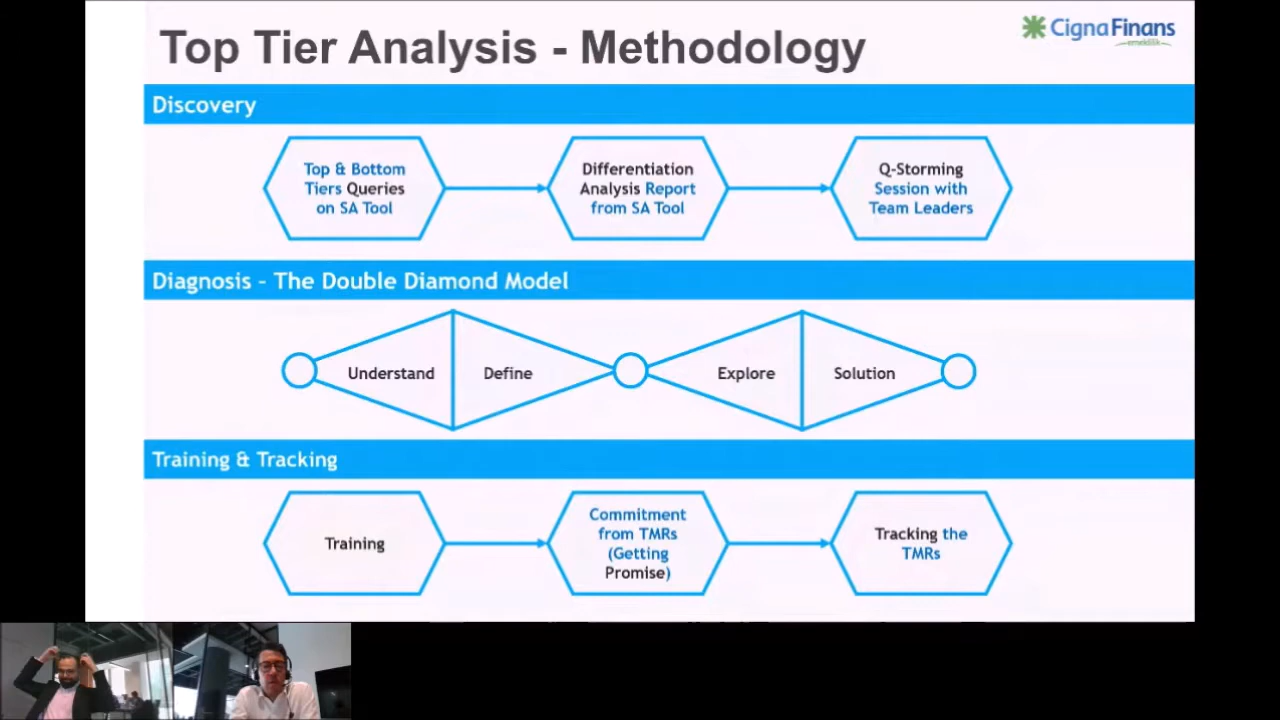 Top Tier Analysis - Methodology
CignaFinans
emeklilik
Discovery
Top & Bottom
Tiers Queries
on SA Tool
Differentiation
Analysis Report
from SA Tool
Q-Storming
Session with
Team Leaders
Diagnosis - The Double Diamond Model
Understand
Define
Explore
Solution
Training & Tracking
Training
Commitment
from TMRs
(Getting
Promise)
Tracking the
TMRs